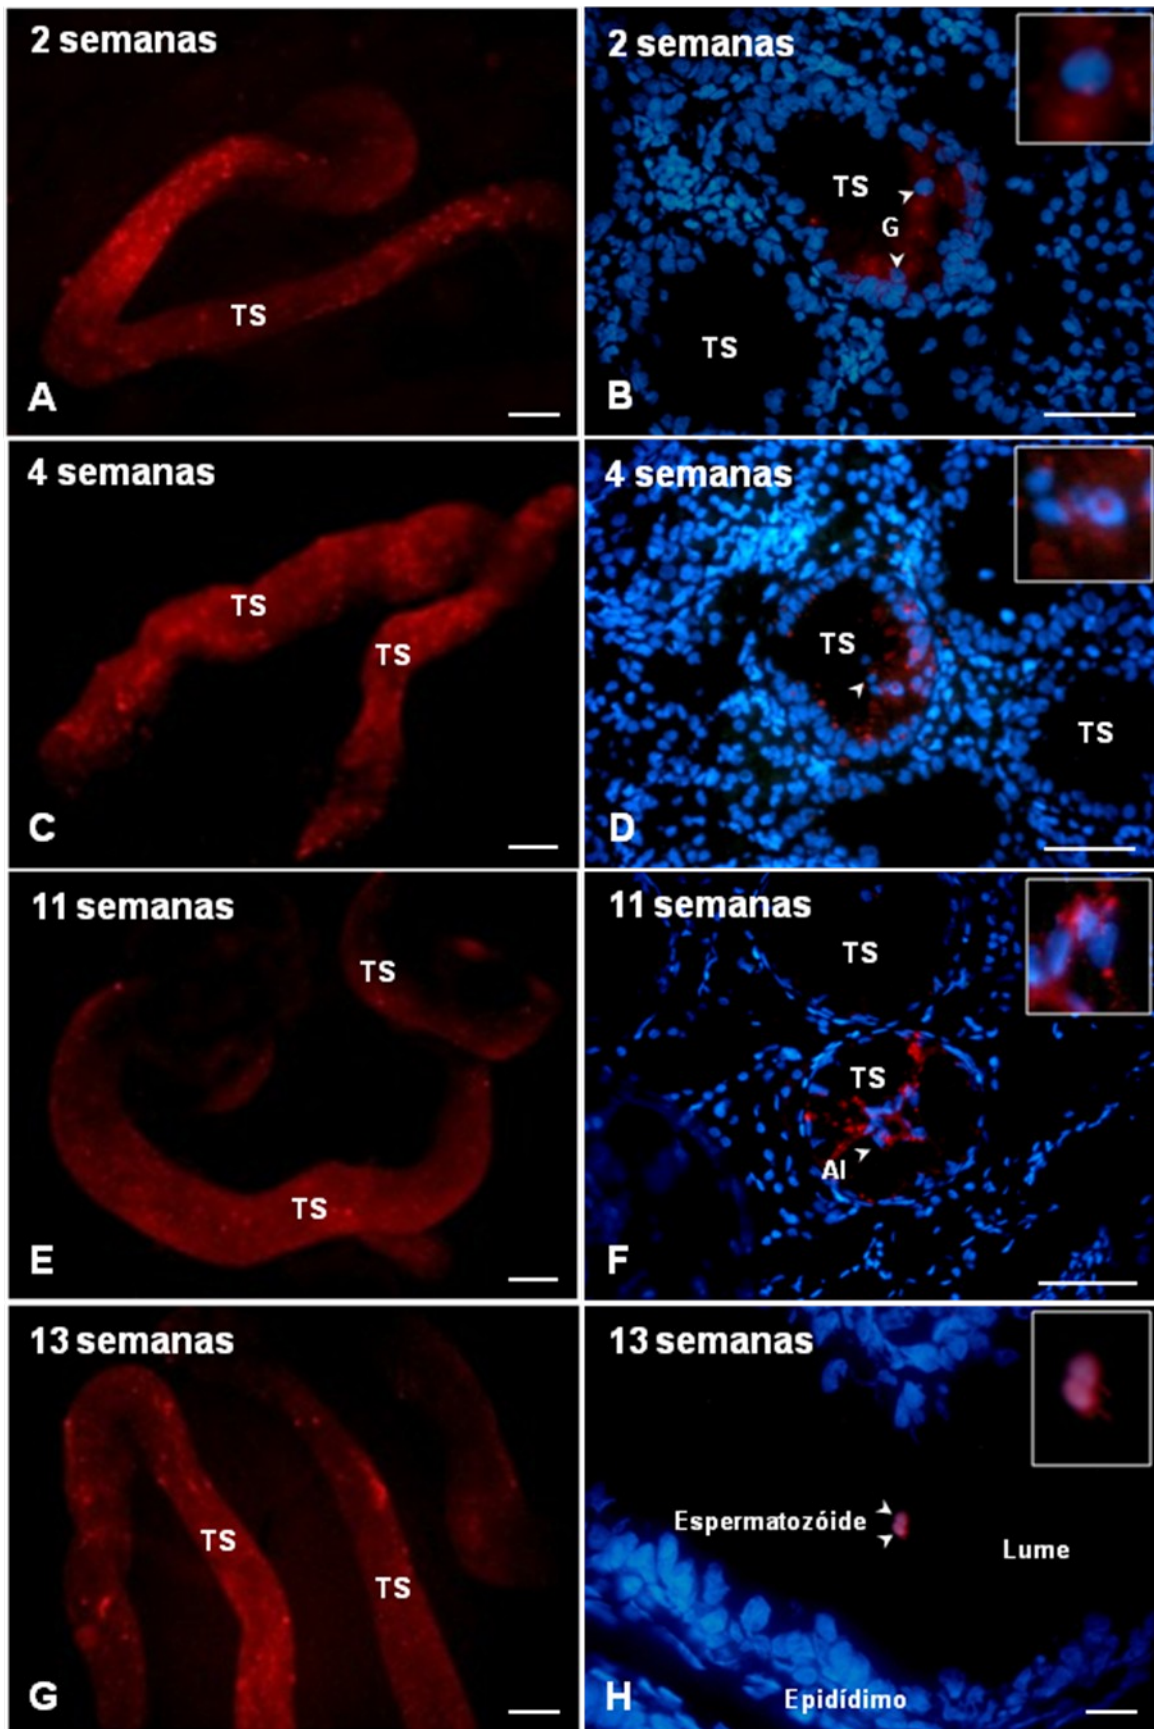 2 semanas
TS
A
2 semanas
TS
G
TS
B
4 semanas
TS
TS
C
4 semanas
TS
TS
D
11 semanas
TS
TS
E
11 semanas
TS
TS
AI
F
13 semanas
TS
TS
G
13 semanas
Espermatozóide
Lume
Epidídimo
H